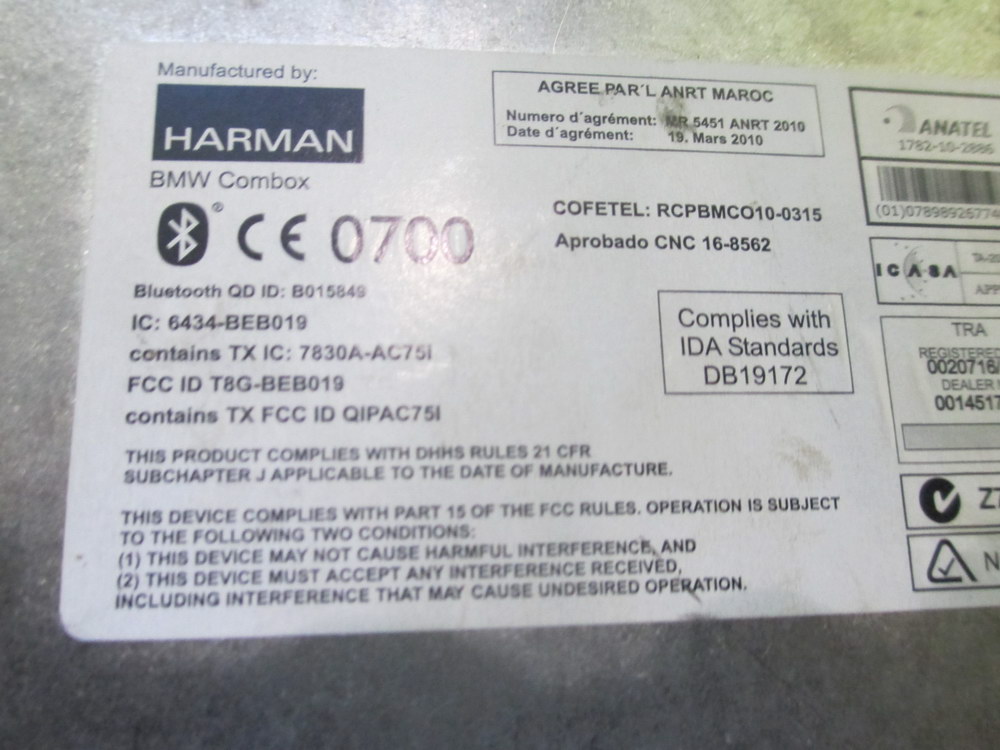 Manufactured by:
HARMAN
BMW Combox
® CE 0700
Bluetooth QD ID: B015849
IC: 6434-BEB019
contains TX IC: 7830A-AC75I
FCC ID T8G-BEB019
contains TX FCC ID QIPAC75I
THIS PRODUCT COMPLIES WITH DHHS RULES 21 CFR
SUBCHAPTER J APPLICABLE TO THE DATE OF MANUFACTURE.
THIS DEVICE COMPLIES WITH PART 15 OF THE FCC RULES. OPERATION IS SUBJECT
TO THE FOLLOWING TWO CONDITIONS:
(1) THIS DEVICE MAY NOT CAUSE HARMFUL INTERFERENCE, AND
(2) THIS DEVICE MUST ACCEPT ANY INTERFERENCE RECEIVED,
INCLUDING INTERFERENCE THAT MAY CAUSE UNDESIRED OPERATION.
AGREE PAR´L ANRT MAROC
Numero d´agrément: MR 5451 ANRT 2010
Date d´agrément: 19. Mars 2010
COFETEL: RCPBMCO10-0315
Aprobado CNC 16-8562
Complies with
IDA Standards
DB19172
ANATEL
1782-10-2886
ICASA
TRA
REGISTERED
DEALER